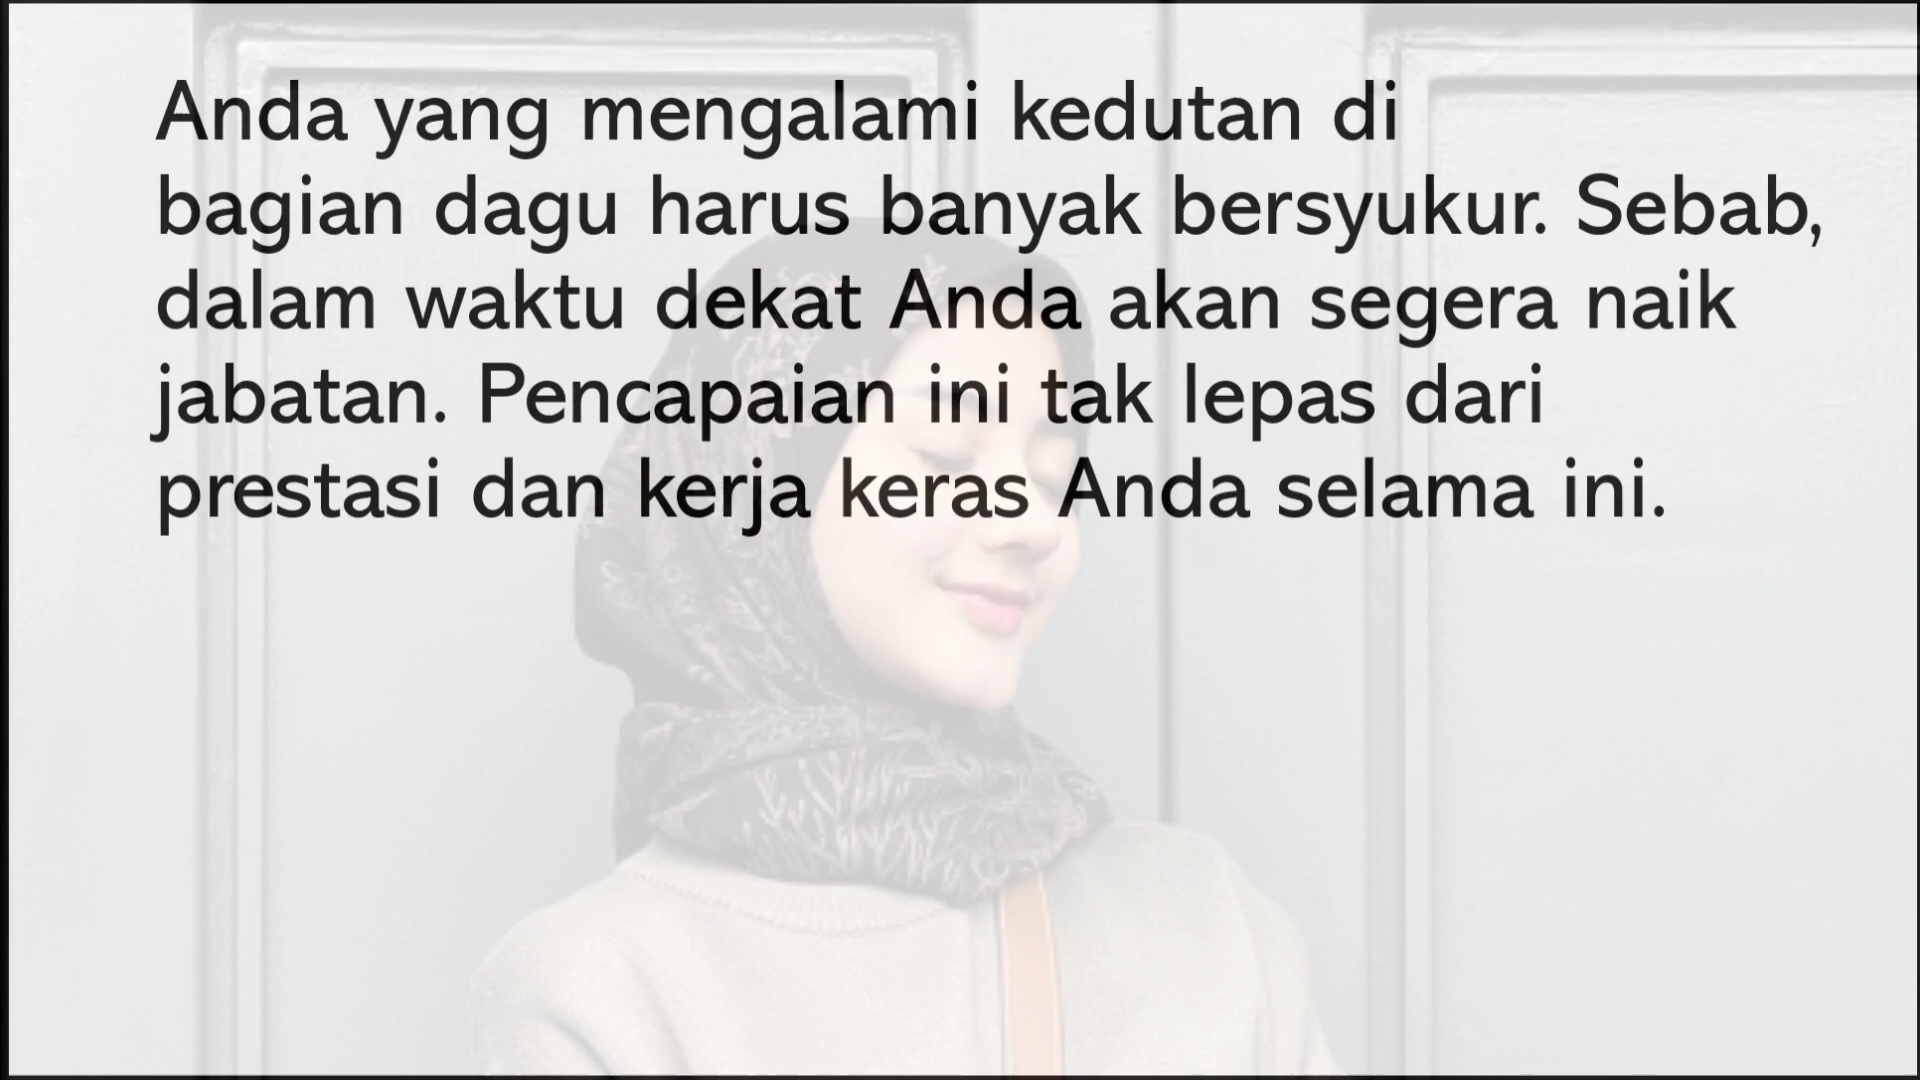 Anda yang mengalami kedutan di
bagian dagu harus banyak bersyukur. Sebab,
dalam waktu dekat Anda akan segera naik
jabatan. Pencapaian ini tak lepas dari
prestasi dan kerja keras Anda selama ini.